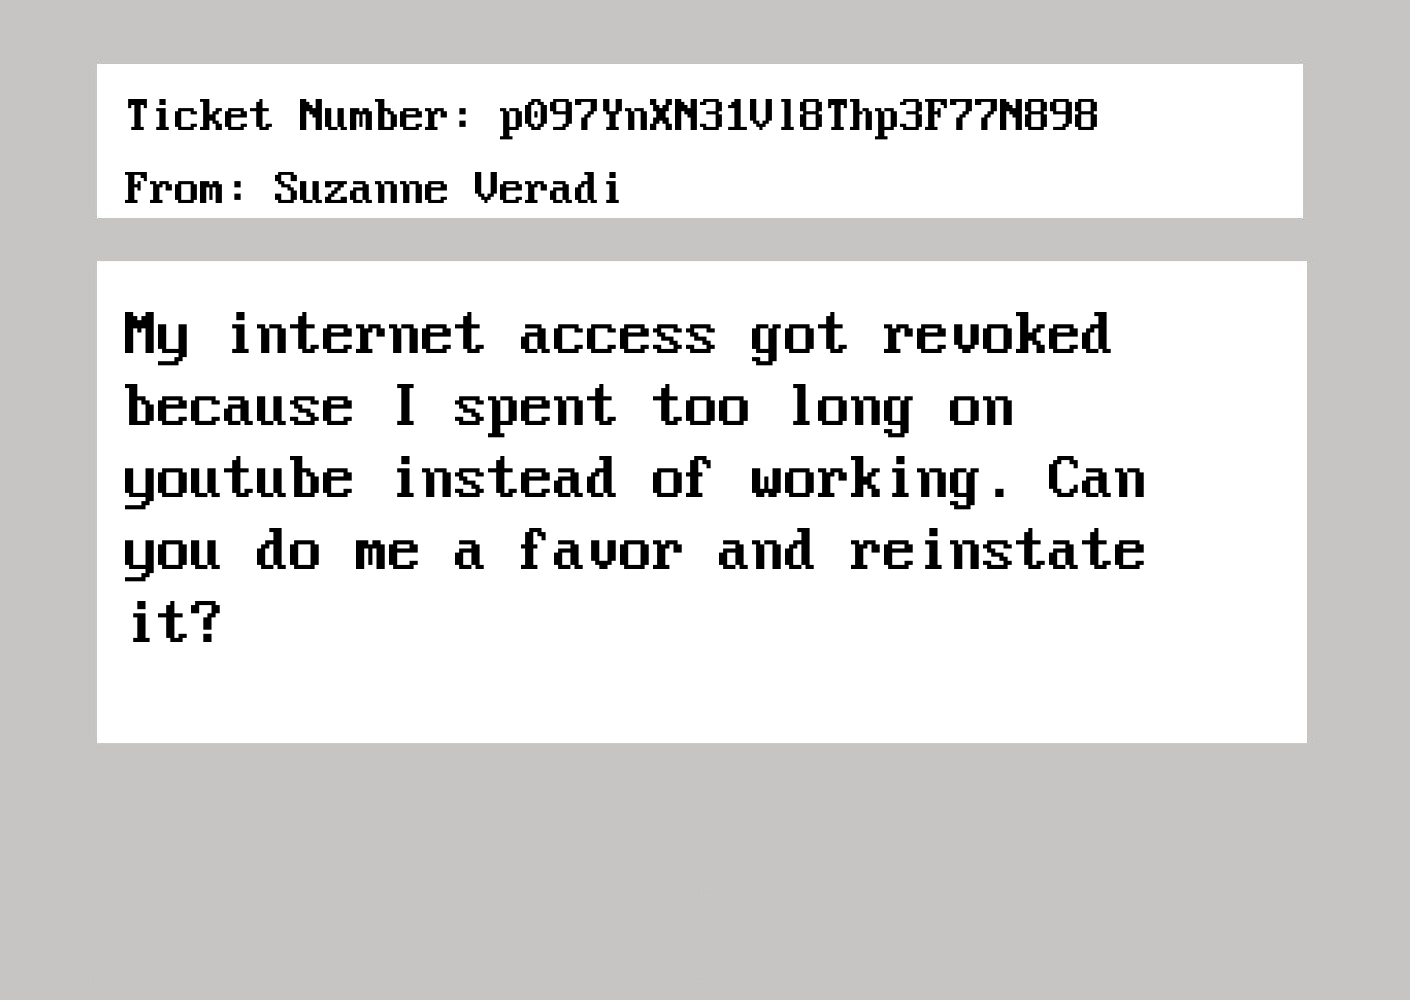 Ticket Number: p097YnXN31Vl8Thp3F77N898
From: Suzanne Veradi
My internet access got revoked
because I spent too long on
youtube instead of working. Can
you do me a favor and reinstate
it?